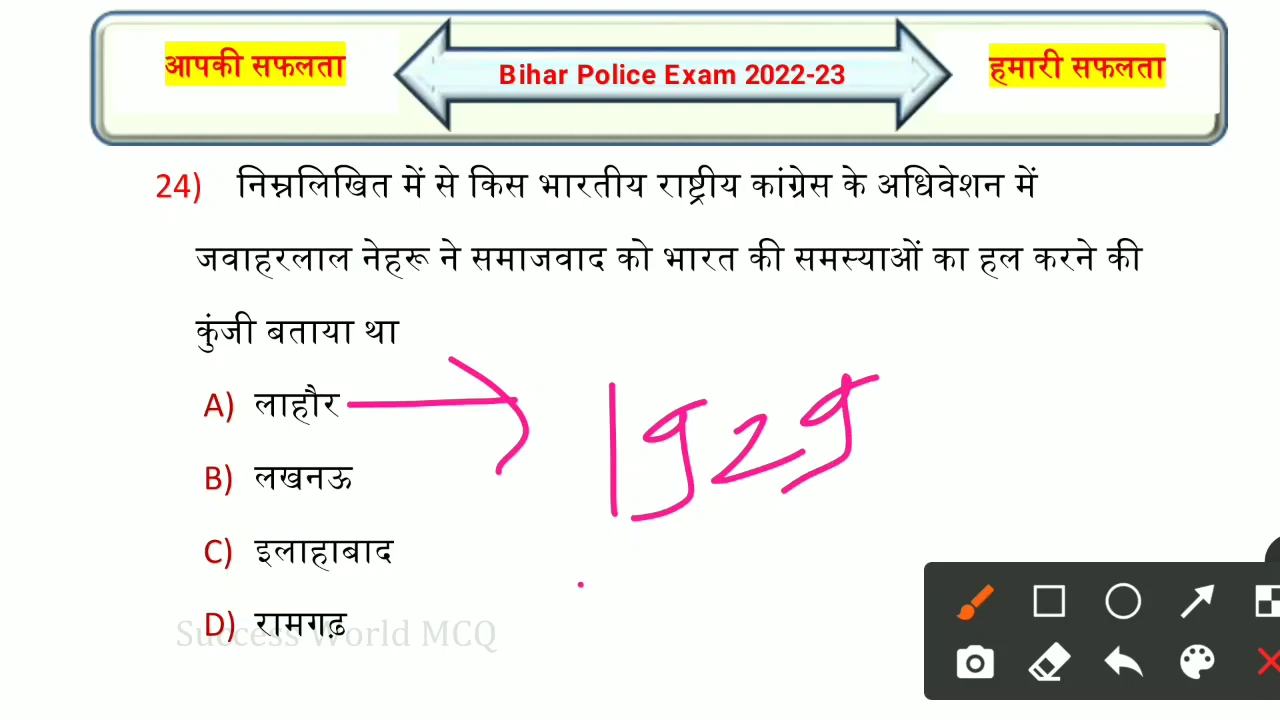 आपकी सफलता
Bihar Police Exam 2022-23
हमारी सफलता
24) निम्नलिखित में से किस भारतीय राष्ट्रीय कांग्रेस के अधिवेशन में
जवाहरलाल नेहरू ने समाजवाद को भारत की समस्याओं का हल करने की
कुंजी बताया था
A) लाहौर
1929
B) लखनऊ
C) इलाहाबाद
D) रामगढ़
Success World MCQ